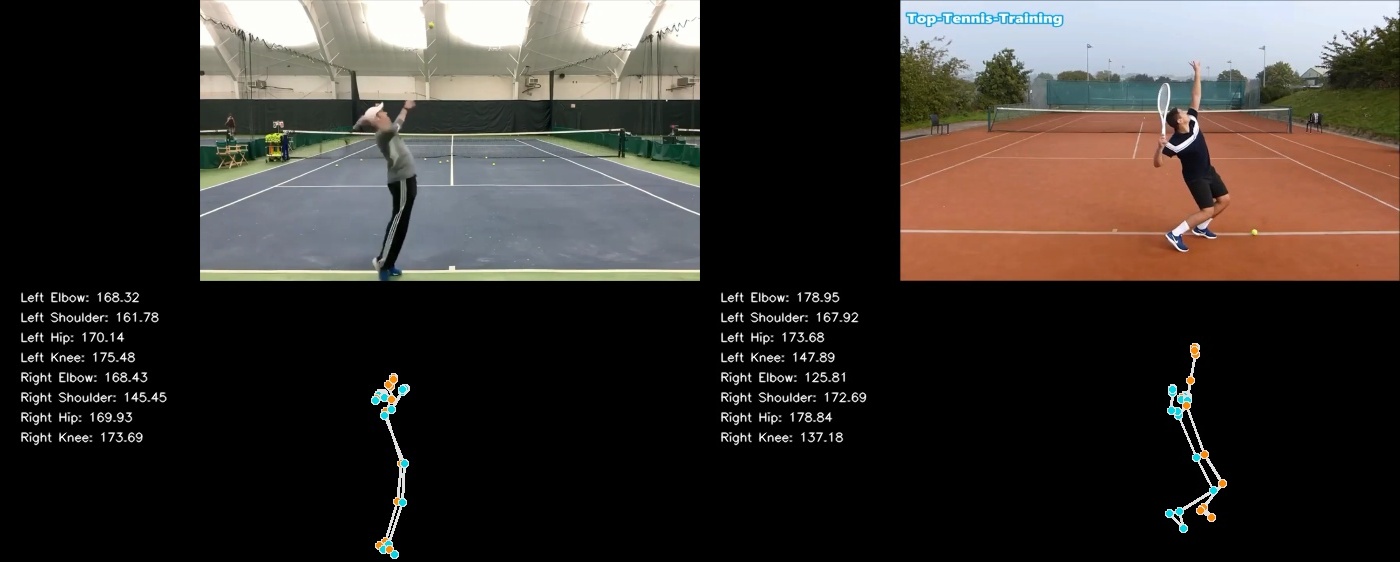 Top-Tennis-Training
Left Elbow: 168.32
Left Shoulder: 161.78
Left Hip: 170.14
Left Knee: 175.48
Right Elbow: 168.43
Right Shoulder: 145.45
Right Hip: 169.93
Right Knee: 173.69
Left Elbow: 178.95
Left Shoulder: 167.92
Left Hip: 173.68
Left Knee: 147.89
Right Elbow: 125.81
Right Shoulder: 172.69
Right Hip: 178.84
Right Knee: 137.18